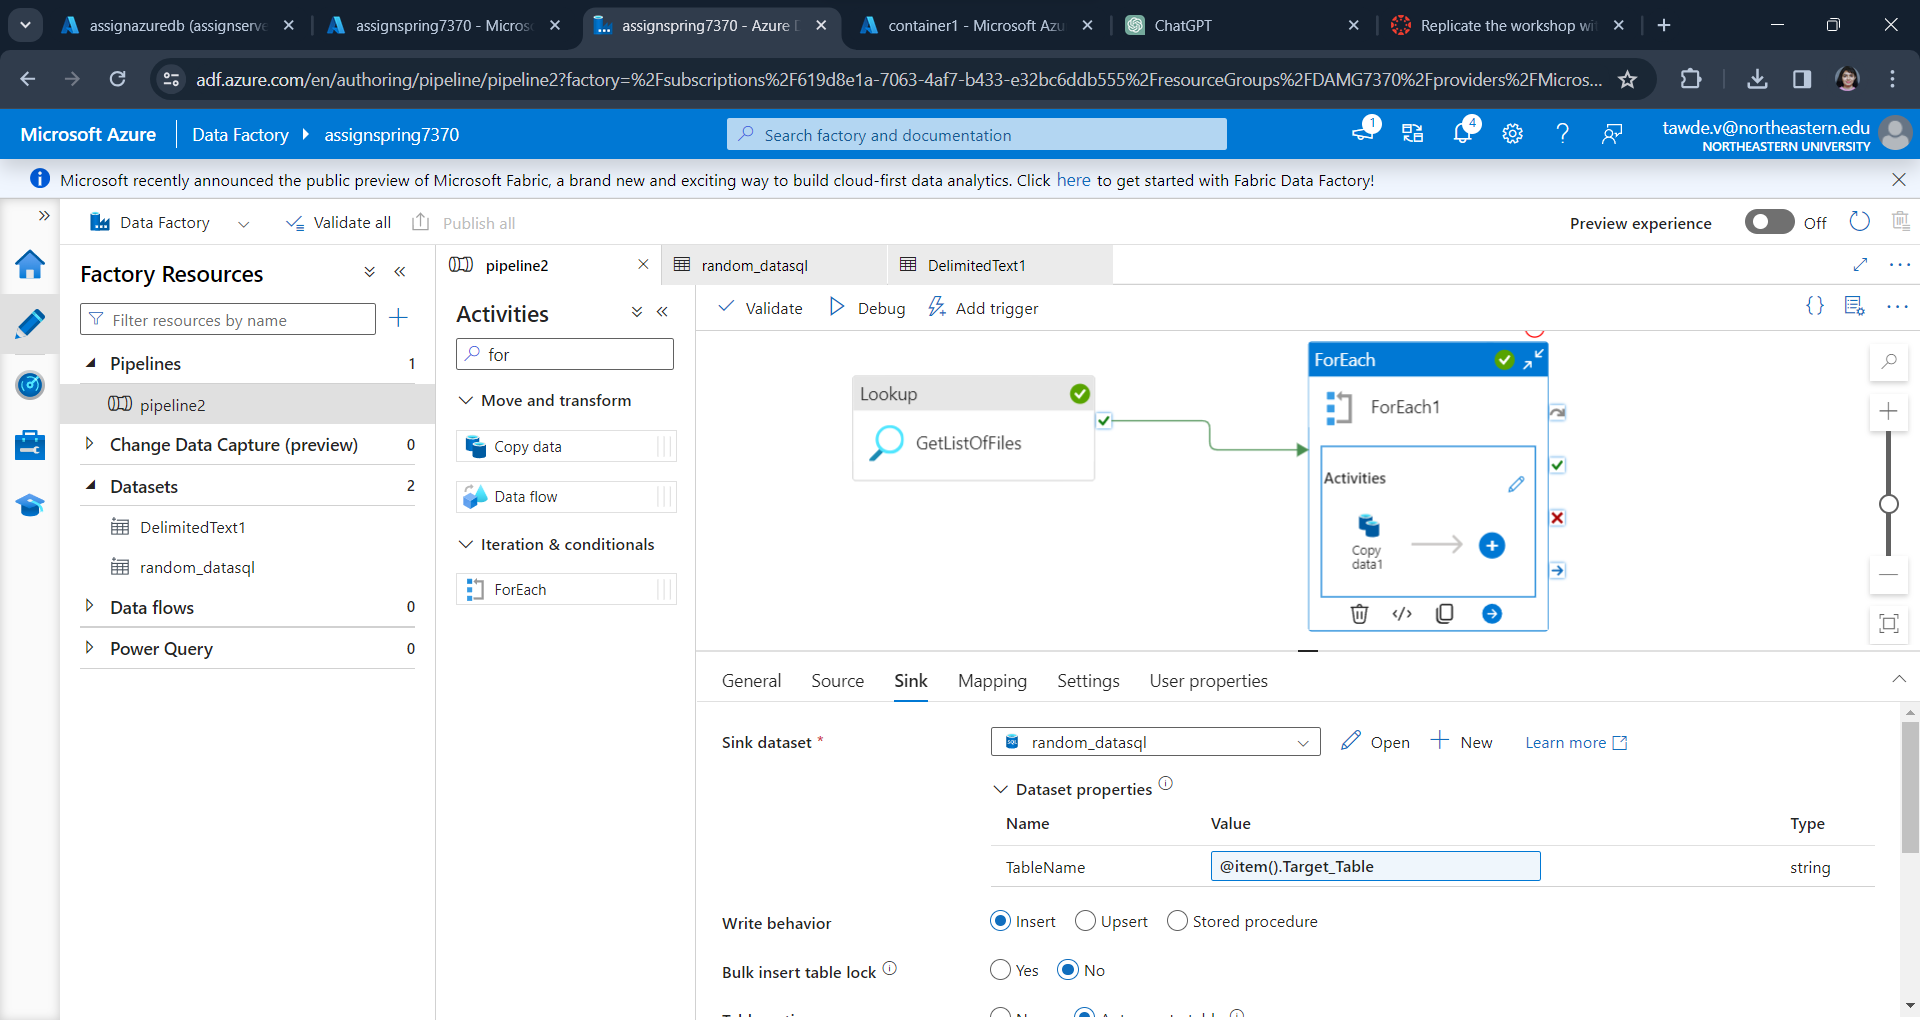 assignazuredb (assignserve
assignspring7370 - Micros
assignspring7370 - Azure D
container1 - Microsoft Azu
ChatGPT
Replicate the workshop wi
adf.azure.com/en/authoring/pipeline/pipeline2?factory=%2Fsubscriptions%2F619d8e1a-7063-4af7-b433-e32bc6ddb555%2FresourceGroups%2FDAMG7370%2Fproviders%2FMicros...
Microsoft Azure
Data Factory
assignspring7370
Search factory and documentation
1
4
tawde.v@northeastern.edu
NORTHEASTERN UNIVERSITY
Microsoft recently announced the public preview of Microsoft Fabric, a brand new and exciting way to build cloud-first data analytics. Click here to get started with Fabric Data Factory!
Data Factory
Validate all
Publish all
Preview experience
Off
Factory Resources
Filter resources by name
Pipelines 1
pipeline2
Change Data Capture (preview) 0
Datasets 2
DelimitedText1
random_datasql
Data flows 0
Power Query 0
pipeline2
random_datasql
DelimitedText1
Activities
for
Move and transform
Copy data
Data flow
Iteration & conditionals
ForEach
Validate
Debug
Add trigger
Lookup
GetListOfFiles
ForEach
ForEach1
Activities
Copy
data1
General
Source
Sink
Mapping
Settings
User properties
Sink dataset *
random_datasql
Open
New
Learn more
Dataset properties
Name Value Type
TableName @item().Target_Table string
Write behavior
Insert
Upsert
Stored procedure
Bulk insert table lock
Yes
No